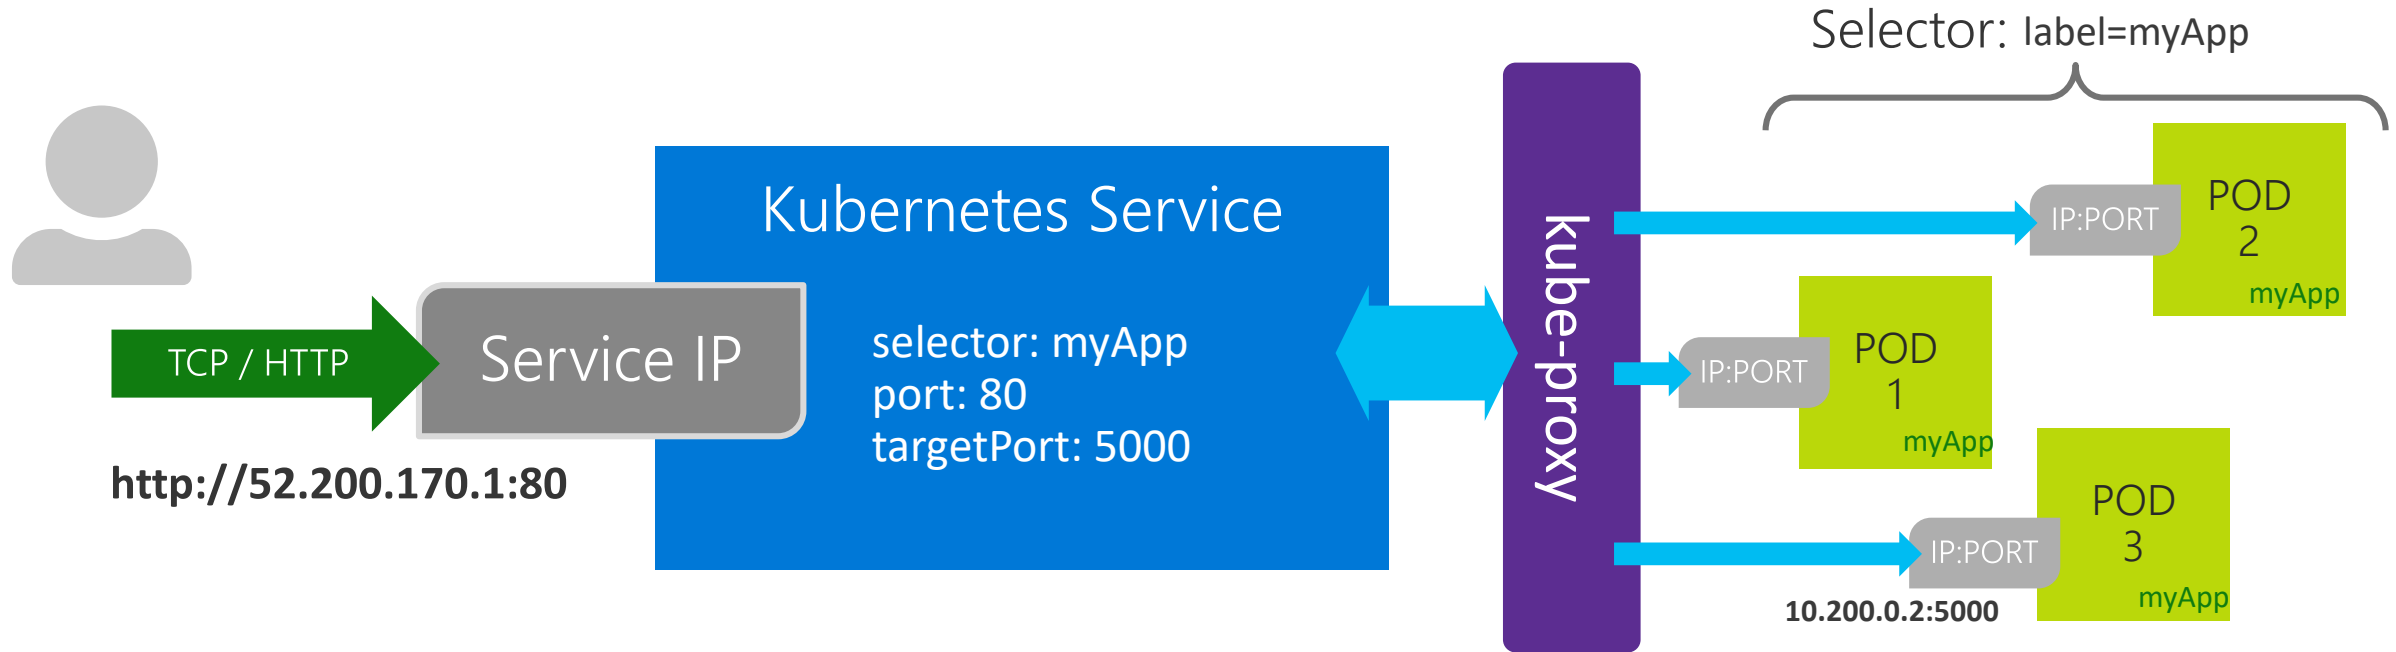 Selector: label=myApp
Kubernetes Service
TCP / HTTP
Service IP
http://52.200.170.1:80
selector: myApp
port: 80
targetPort: 5000
kube-proxy
IP:PORT
POD
2
myApp
IP:PORT
POD
1
myApp
IP:PORT
POD
3
myApp
10.200.0.2:5000